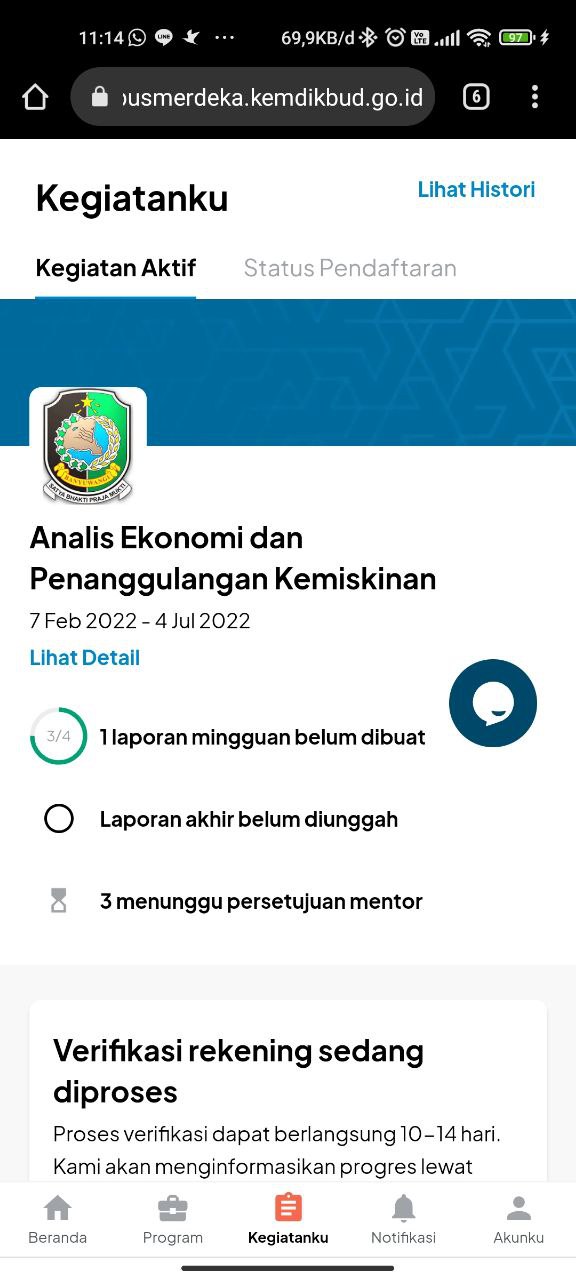 11:14
69,9KB/d
97
ousmerdeka.kemdikbud.go.id
6
Kegiatanku
Lihat Histori
Kegiatan Aktif
Status Pendaftaran
BANYUWANGI
SATYA BHAKTI PRAJA MUKTI
Analis Ekonomi dan
Penanggulangan Kemiskinan
7 Feb 2022 - 4 Jul 2022
Lihat Detail
3/4
1 laporan mingguan belum dibuat
Laporan akhir belum diunggah
3 menunggu persetujuan mentor
Verifikasi rekening sedang
diproses
Proses verifikasi dapat berlangsung 10–14 hari.
Kami akan menginformasikan progres lewat
Beranda
Program
Kegiatanku
Notifikasi
Akunku